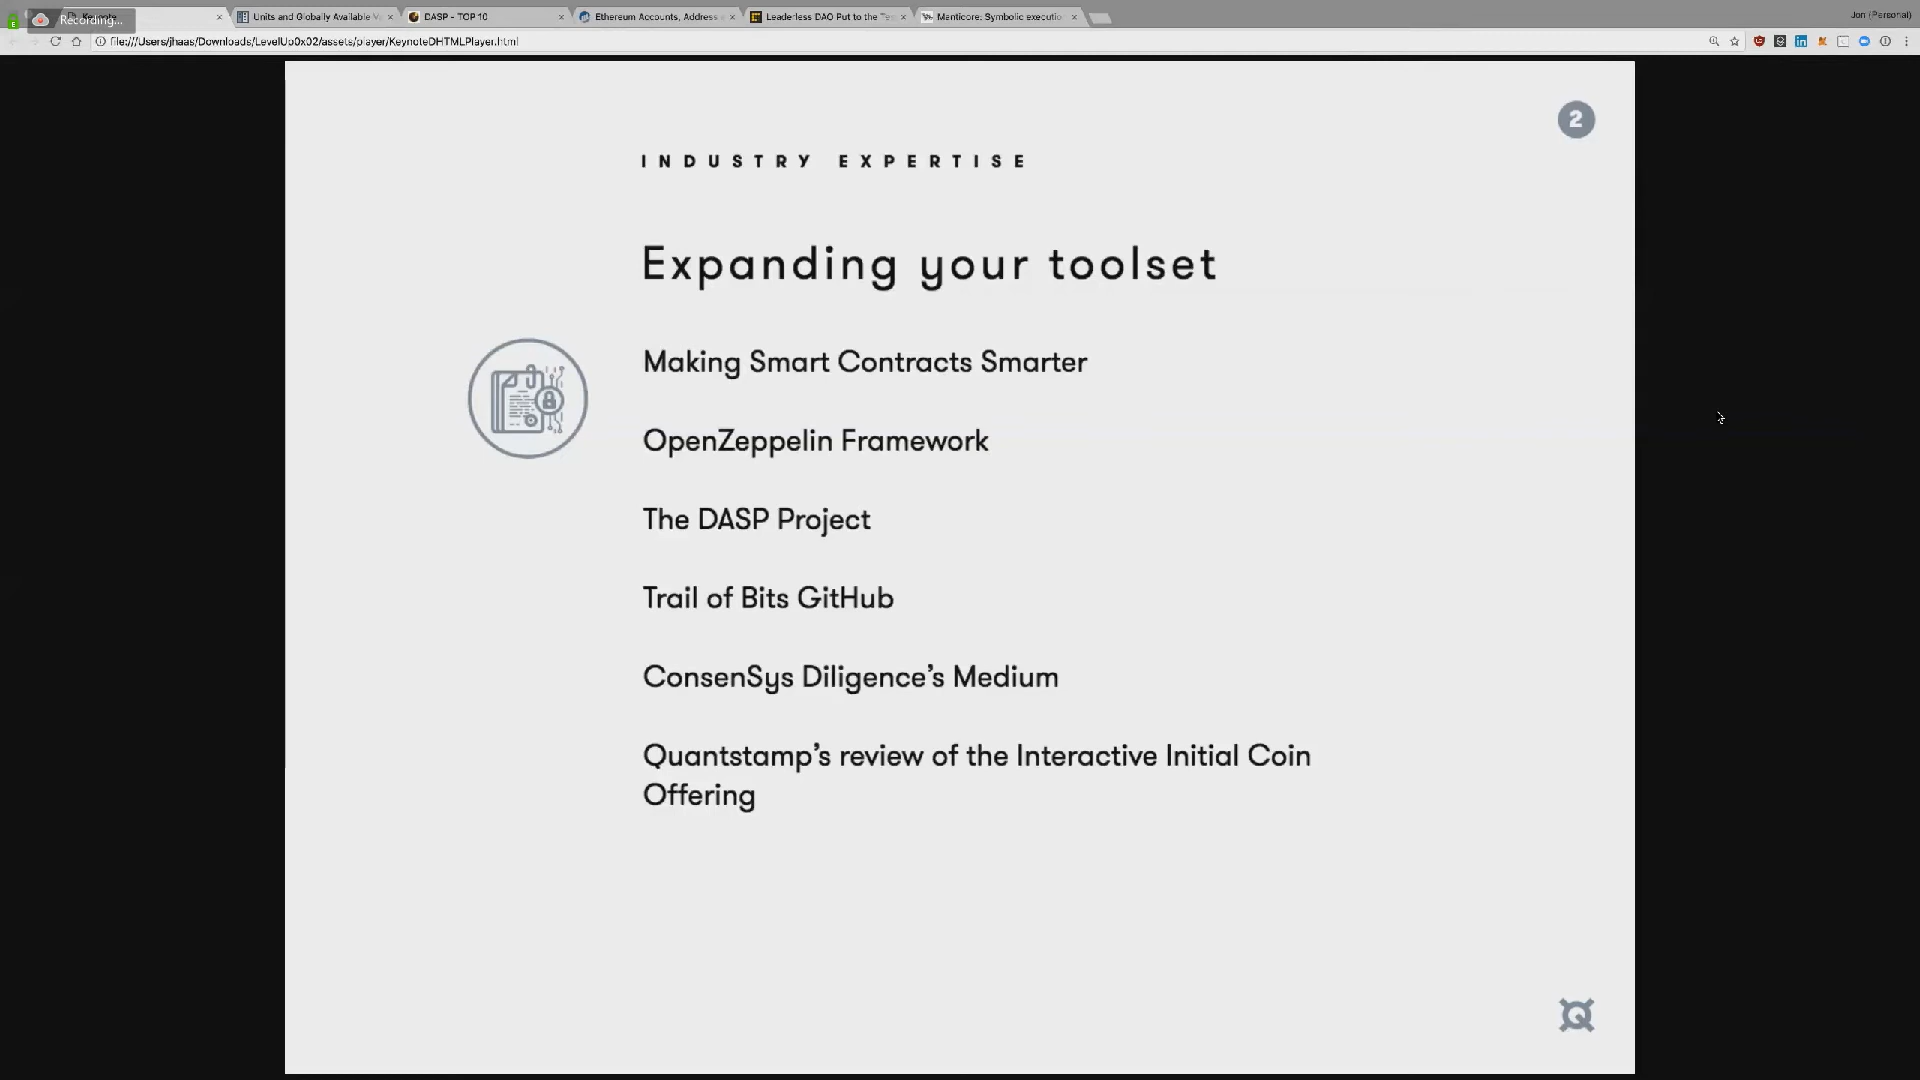 Recording...
Units and Globally Available V
DASP - TOP 10
Ethereum Accounts, Address
Leaderless DAO Put to the Tes
Manticore: Symbolic executio
Jon (Personal)
file:///Users/jhaas/Downloads/LevelUp0x02/assets/player/KeynoteDHTMLPlayer.html
2
INDUSTRY EXPERTISE
Expanding your toolset
Making Smart Contracts Smarter
OpenZeppelin Framework
The DASP Project
Trail of Bits GitHub
ConsenSys Diligence's Medium
Quantstamp's review of the Interactive Initial Coin
Offering